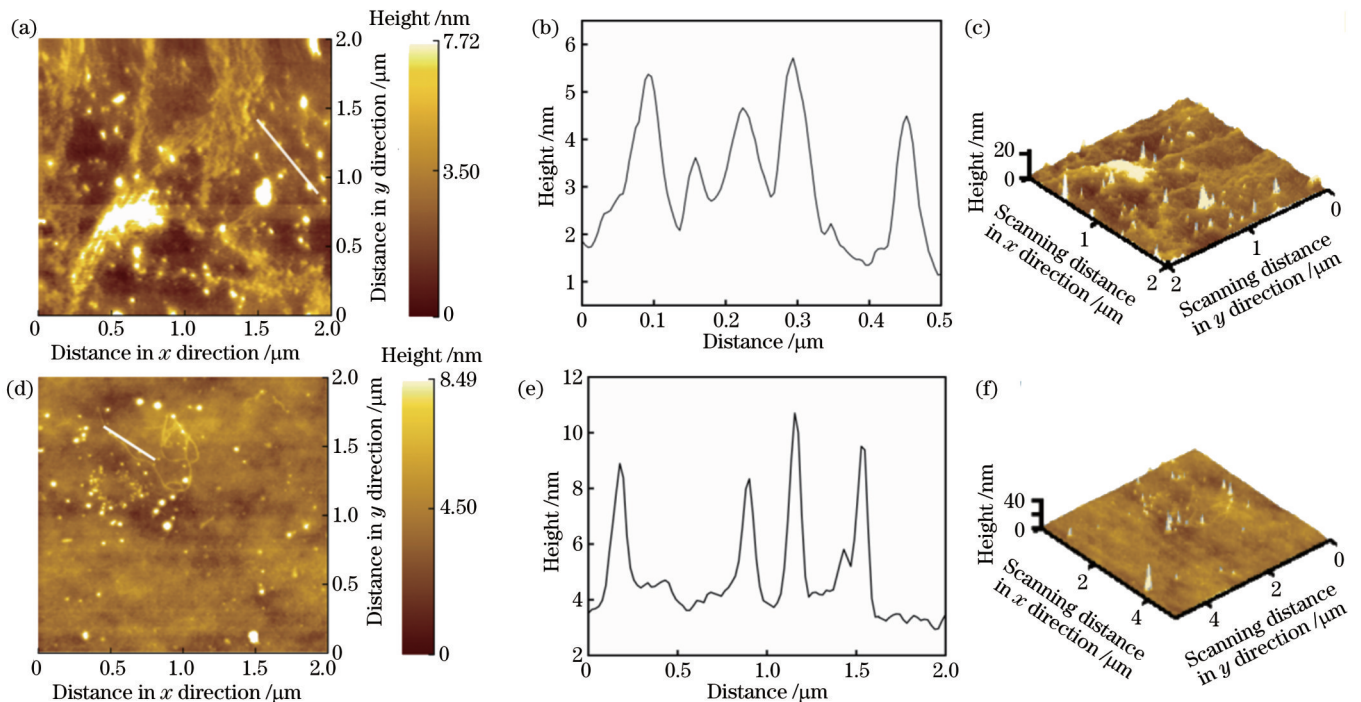 (a)
Height /nm
7.72
3.50
0
2.0
1.5
1.0
0.5
0
Distance in y direction /μm
0
0.5
1.0
1.5
2.0
Distance in x direction /μm
(b)
6
5
4
3
2
1
Height /nm
0
0.1
0.2
0.3
0.4
0.5
Distance /μm
(c)
20
0
Height /nm
Scanning distance
in x direction /μm
1
2
2
1
0
Scanning distance
in y direction /μm
(d)
Height /nm
8.49
4.50
0
2.0
1.5
1.0
0.5
0
Distance in y direction /μm
0
0.5
1.0
1.5
2.0
Distance in x direction /μm
(e)
12
10
8
6
4
2
Height /nm
0
0.5
1.0
1.5
2.0
Distance /μm
(f)
40
0
Height /nm
Scanning distance
in x direction /μm
2
4
4
2
0
Scanning distance
in y direction /μm